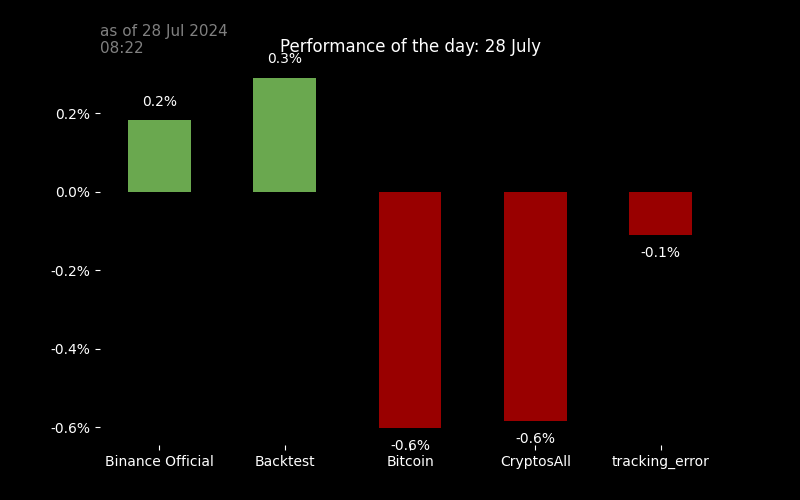 as of 28 Jul 2024
08:22
Performance of the day: 28 July
0.3%
0.2%
0.2%
0.0%
-0.2%
-0.1%
-0.4%
-0.6%
-0.6%
-0.6%
Binance Official
Backtest
Bitcoin
CryptosAll
tracking_error